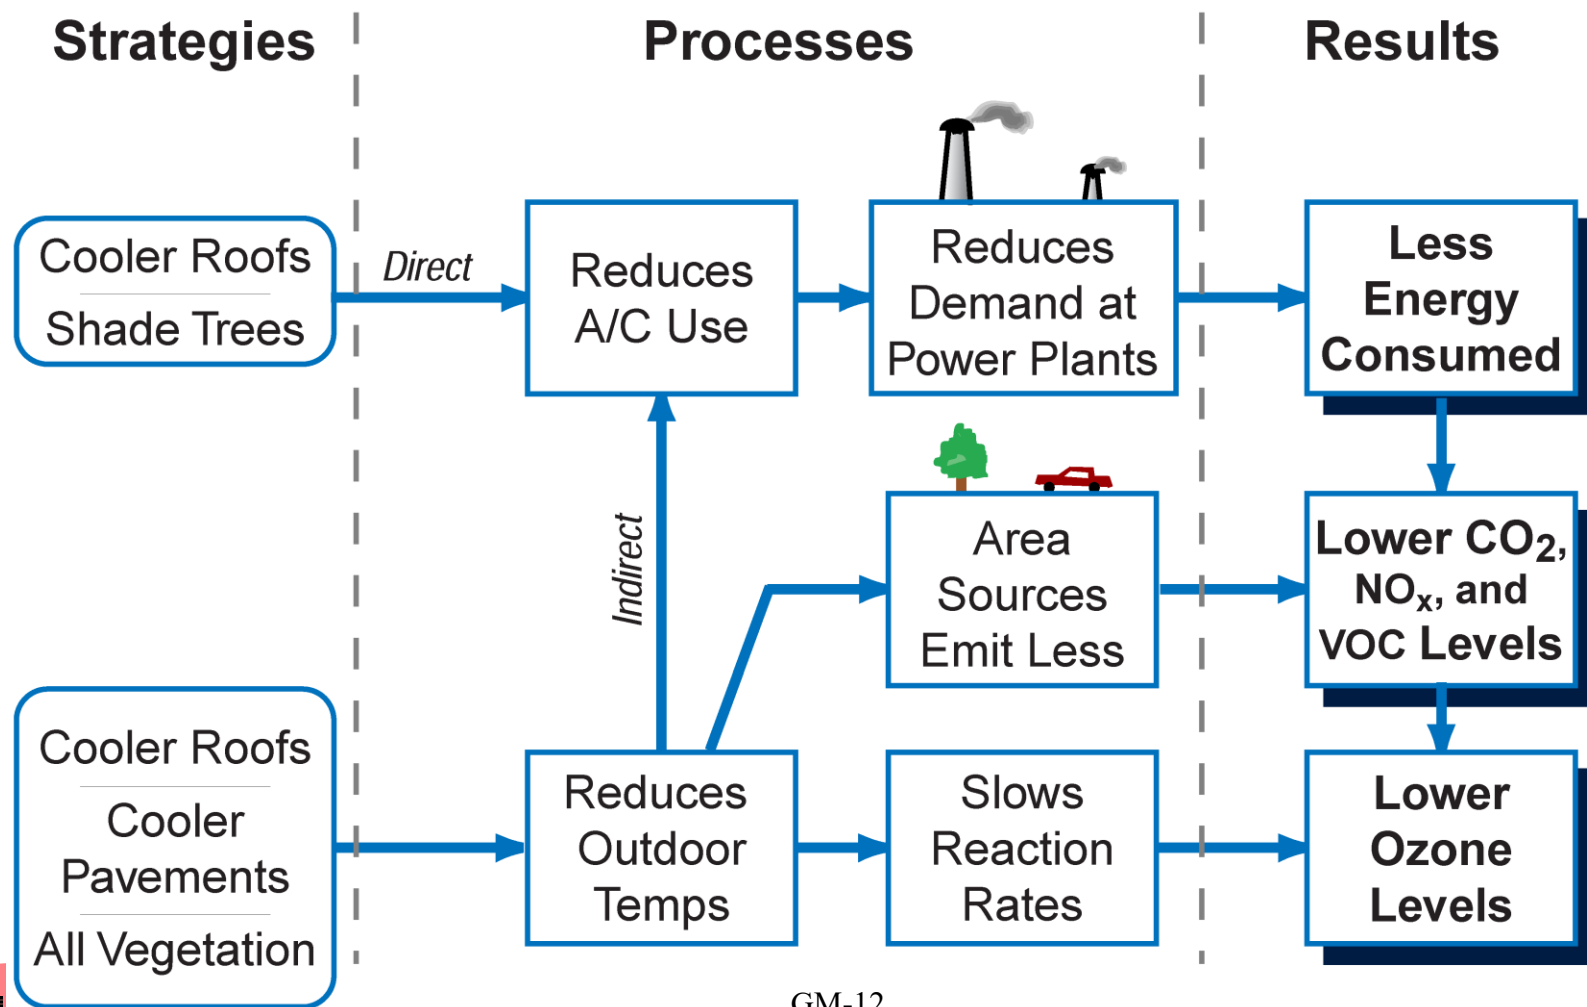 Strategies
Processes
Results
Cooler Roofs
Shade Trees
Direct
Reduces
A/C Use
Reduces
Demand at
Power Plants
Less
Energy
Consumed
Indirect
Area
Sources
Emit Less
Lower CO₂,
NOₓ, and
VOC Levels
Cooler Roofs
Cooler
Pavements
All Vegetation
Reduces
Outdoor
Temps
Slows
Reaction
Rates
Lower
Ozone
Levels
GM-12